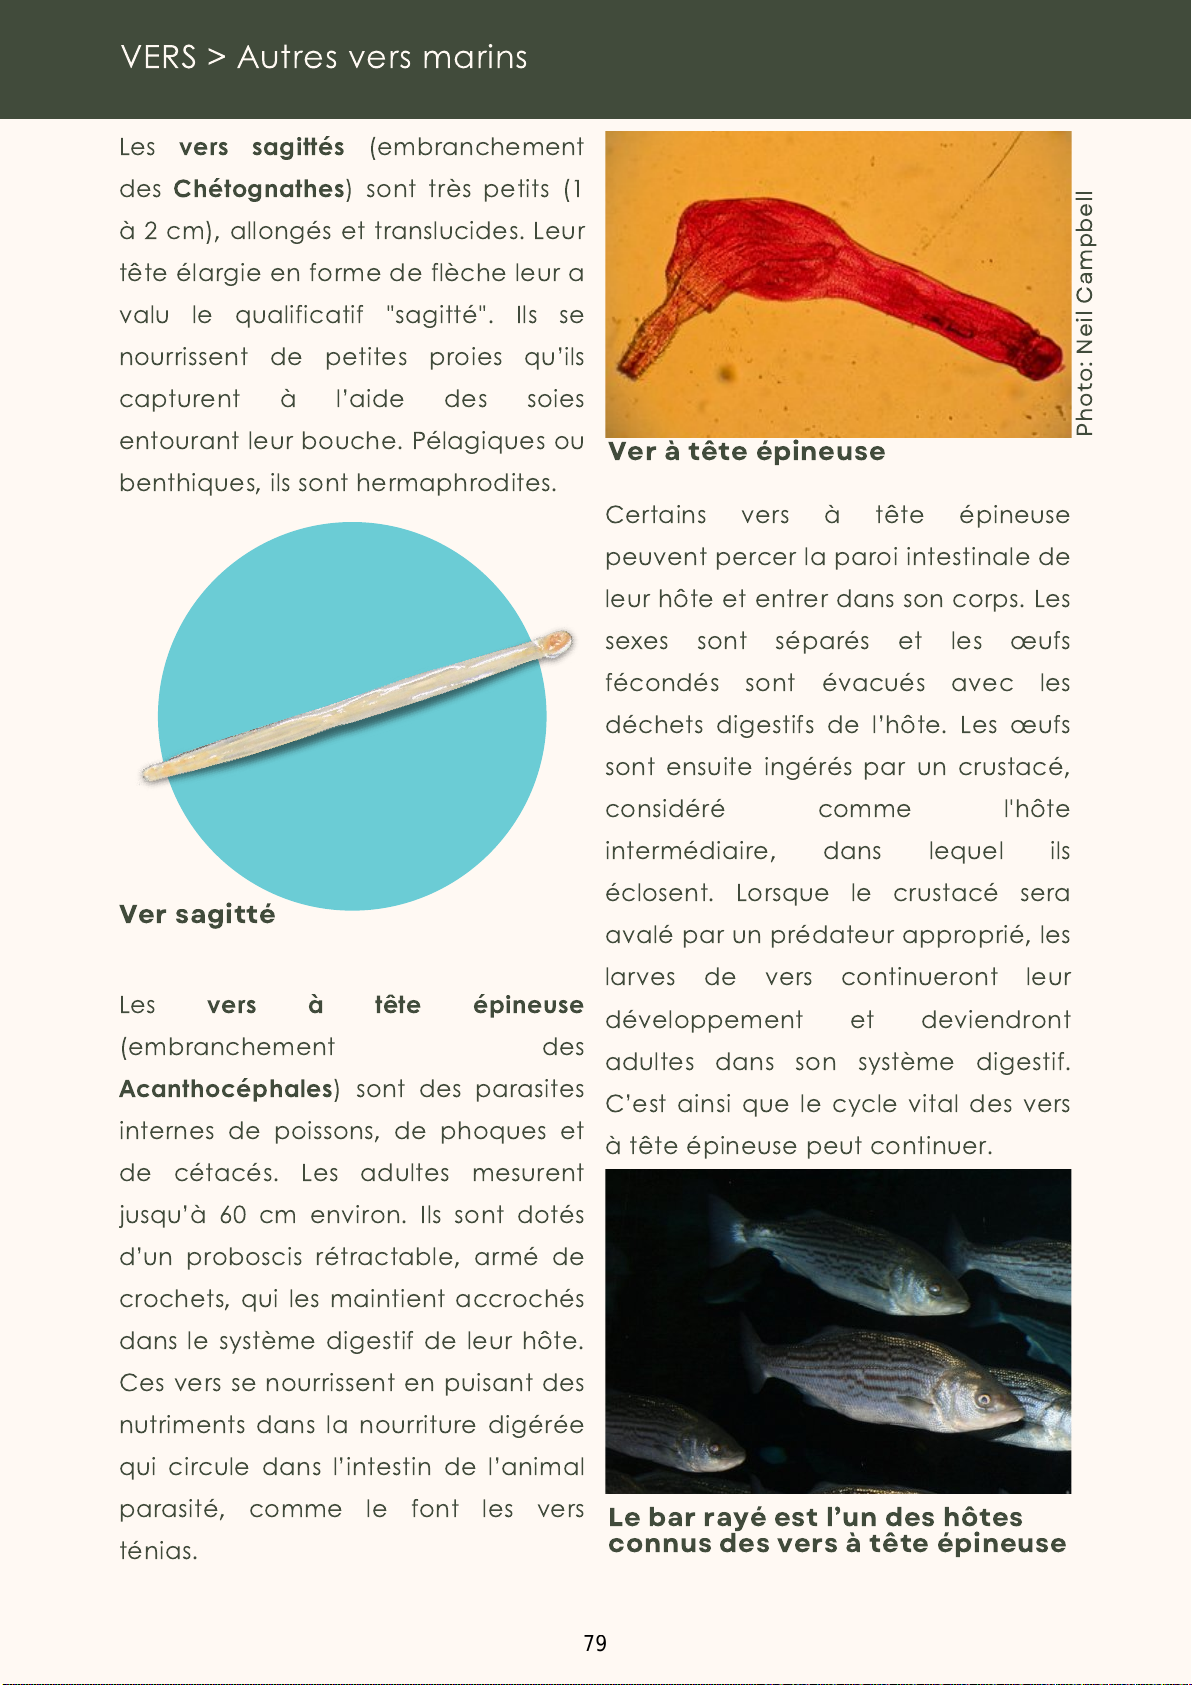 VERS > Autres vers marins
Les vers sagittés (embranchement
des Chétognathes) sont très petits (1
à 2 cm), allongés et translucides. Leur
tête élargie en forme de flèche leur a
valu le qualificatif "sagitté". Ils se
nourrissent de petites proies qu’ils
capturent à l’aide des soies
entourant leur bouche. Pélagiques ou
benthiques, ils sont hermaphrodites.
Ver sagitté
Les vers à tête épineuse
(embranchement des
Acanthocéphales) sont des parasites
internes de poissons, de phoques et
de cétacés. Les adultes mesurent
jusqu’à 60 cm environ. Ils sont dotés
d’un proboscis rétractable, armé de
crochets, qui les maintient accrochés
dans le système digestif de leur hôte.
Ces vers se nourrissent en puisant des
nutriments dans la nourriture digérée
qui circule dans l’intestin de l’animal
parasité, comme le font les vers
ténias.
Photo: Neil Campbell
Ver à tête épineuse
Certains vers à tête épineuse
peuvent percer la paroi intestinale de
leur hôte et entrer dans son corps. Les
sexes sont séparés et les œufs
fécondés sont évacués avec les
déchets digestifs de l’hôte. Les œufs
sont ensuite ingérés par un crustacé,
considéré comme l'hôte
intermédiaire, dans lequel ils
éclosent. Lorsque le crustacé sera
avalé par un prédateur approprié, les
larves de vers continueront leur
développement et deviendront
adultes dans son système digestif.
C’est ainsi que le cycle vital des vers
à tête épineuse peut continuer.
Le bar rayé est l’un des hôtes
connus des vers à tête épineuse
79